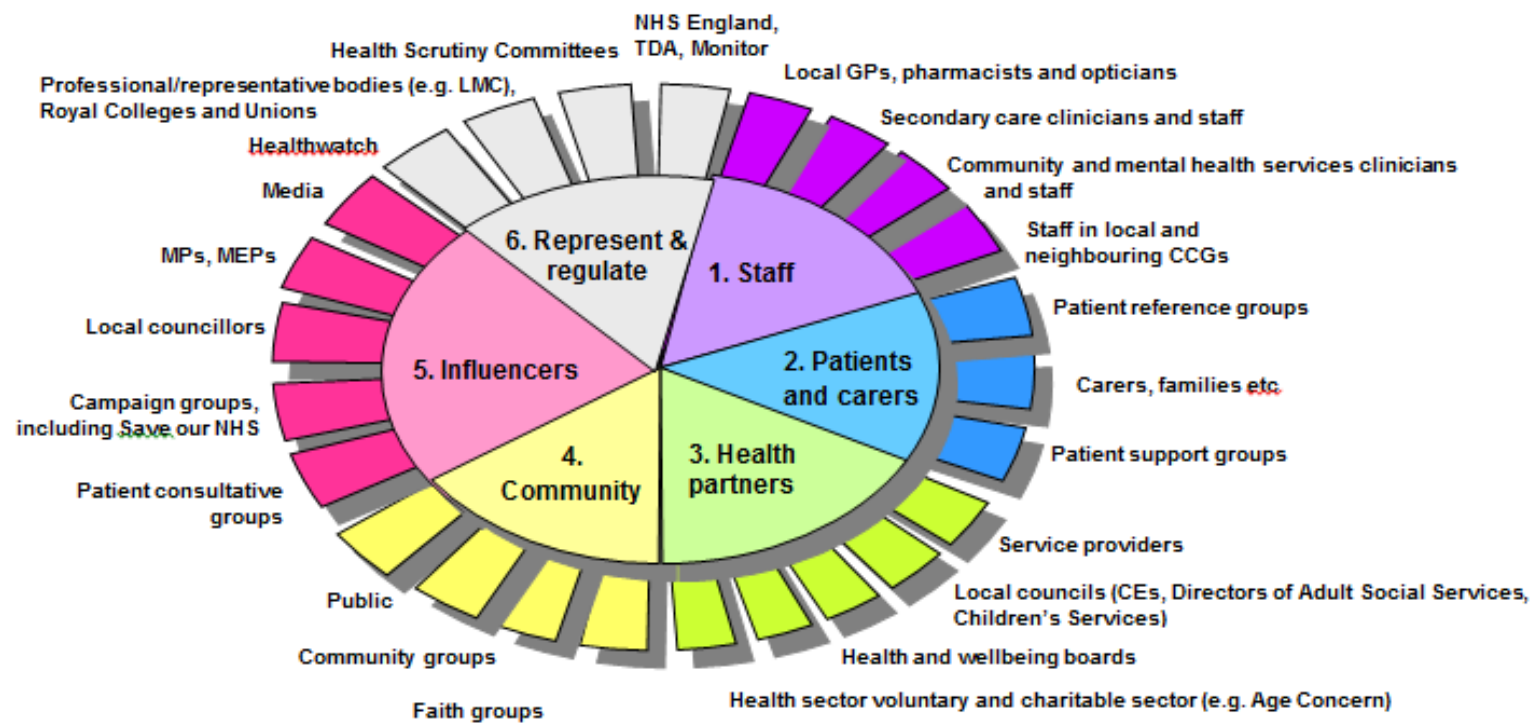 NHS England,
TDA, Monitor
Health Scrutiny Committees
Professional/representative bodies (e.g. LMC),
Royal Colleges and Unions
Healthwatch
Media
MPs, MEPs
Local councillors
Campaign groups,
including Save our NHS
Patient consultative
groups
Public
Community groups
Faith groups
Local GPs, pharmacists and opticians
Secondary care clinicians and staff
Community and mental health services clinicians
and staff
Staff in local and
neighbouring CCGs
Patient reference groups
Carers, families etc
Patient support groups
Service providers
Local councils (CEs, Directors of Adult Social Services,
Children’s Services)
Health and wellbeing boards
Health sector voluntary and charitable sector (e.g. Age Concern)
6. Represent &
regulate
1. Staff
2. Patients
and carers
3. Health
partners
4.
Community
5. Influencers